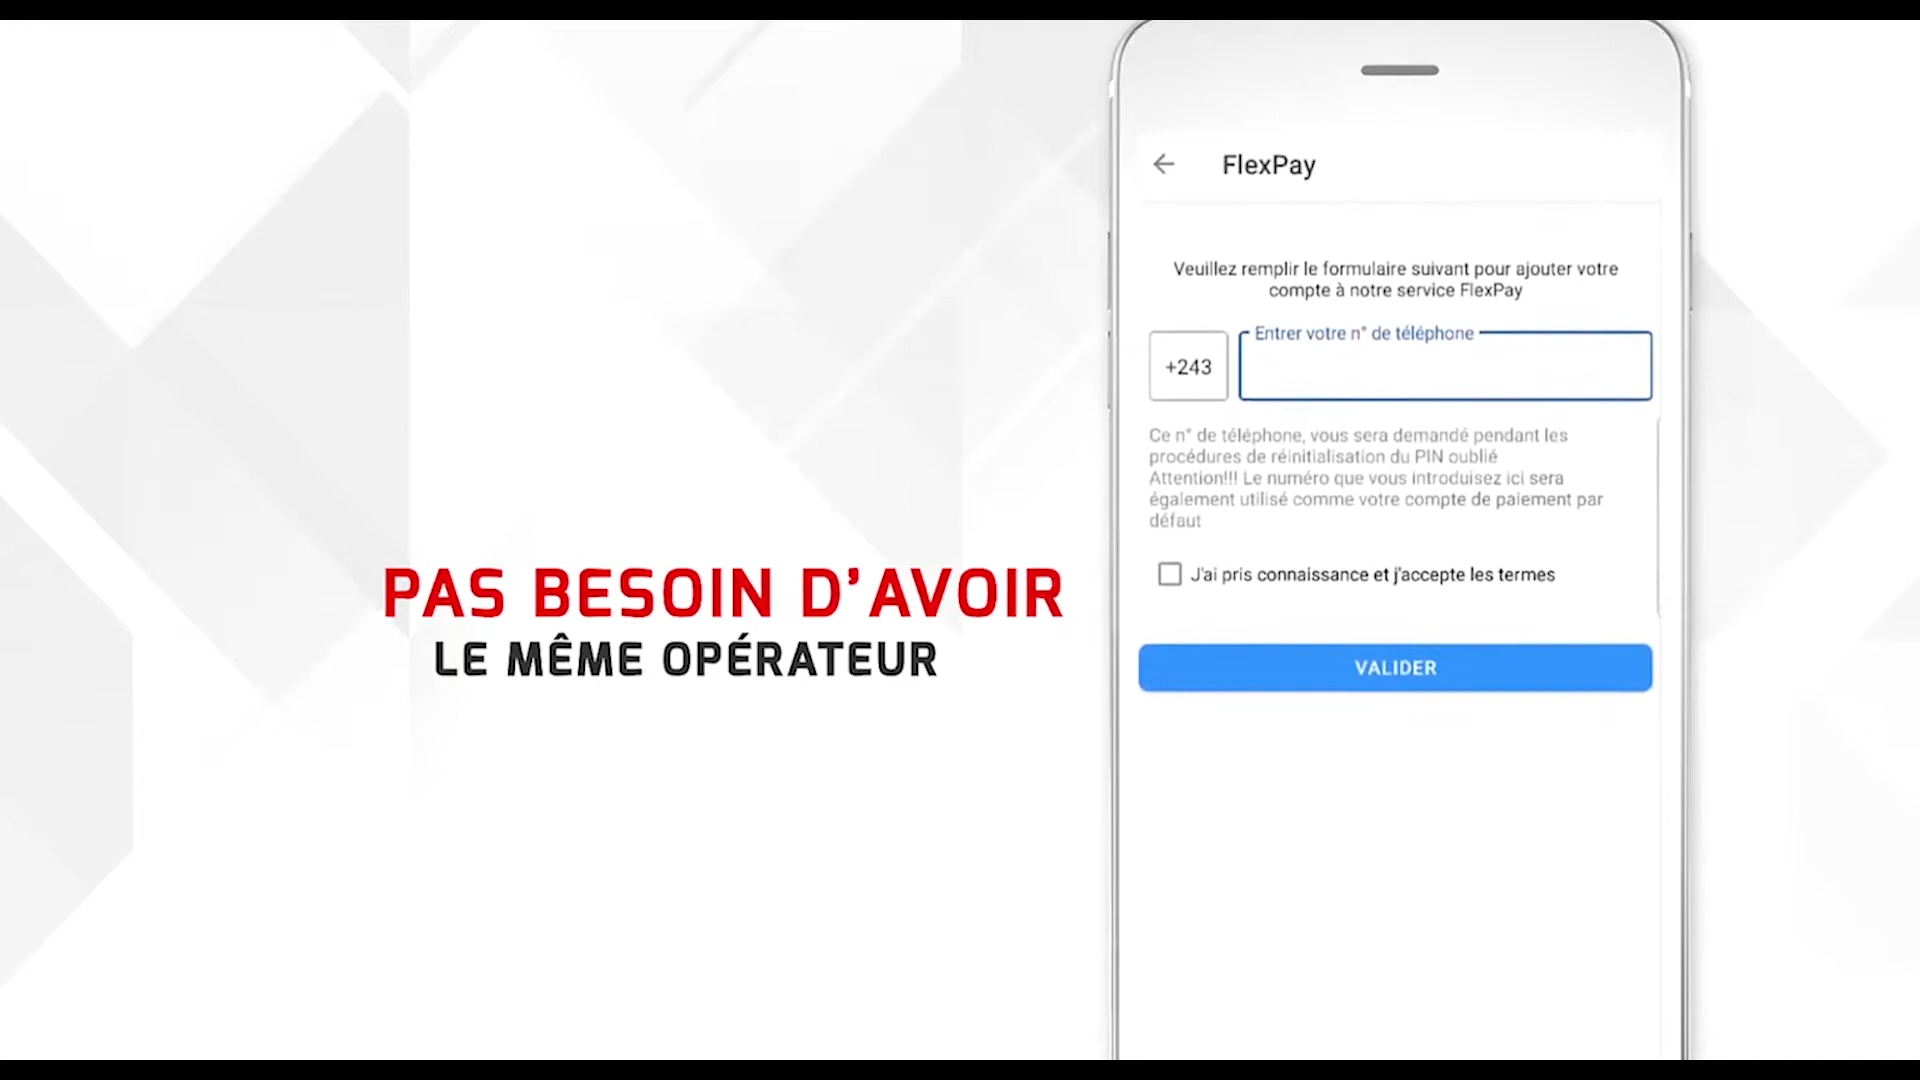 PAS BESOIN D’AVOIR
LE MÊME OPÉRATEUR
FlexPay
Veuillez remplir le formulaire suivant pour ajouter votre
compte à notre service FlexPay
Entrer votre n° de téléphone
+243
Ce n° de téléphone, vous sera demandé pendant les
procédures de réinitialisation du PIN oublié
Attention!!! Le numéro que vous introduisez ici sera
également utilisé comme votre compte de paiement par
défaut
J'ai pris connaissance et j'accepte les termes
VALIDER